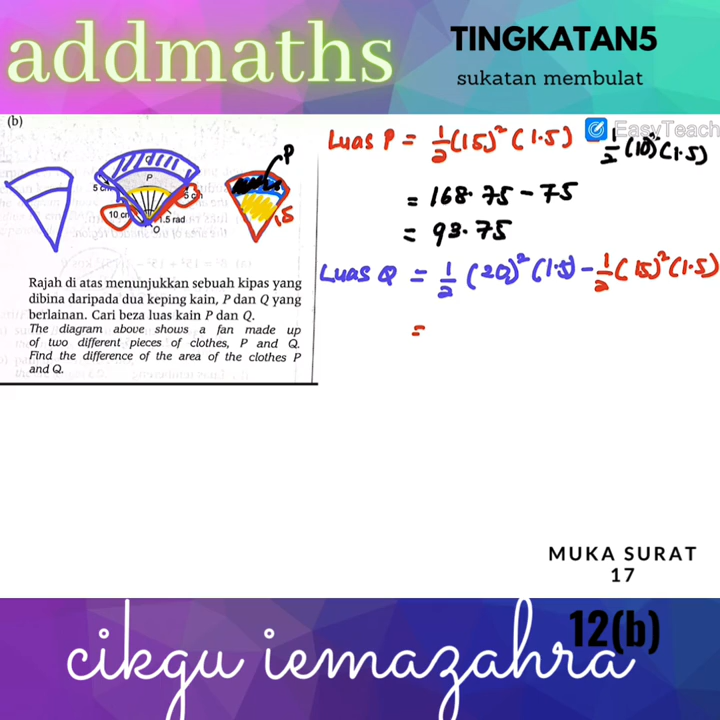 addmaths
TINGKATAN5
sukatan membulat
(b)
EasyTeach
Luas P = 1/2 (15)² (1.5) - 1/2 (10)² (1.5)
= 168.75 - 75
= 93.75
Luas Q = 1/2 (20)² (1.5) - 1/2 (15)² (1.5)
=
Q
P
5 cm
5 cm
10 cm
1.5 rad
O
P
15
Rajah di atas menunjukkan sebuah kipas yang
dibina daripada dua keping kain, P dan Q yang
berlainan. Cari beza luas kain P dan Q.
The diagram above shows a fan made up
of two different pieces of clothes, P and Q.
Find the difference of the area of the clothes P
and Q.
MUKA SURAT
17
12(b)
cikgu iemazahra